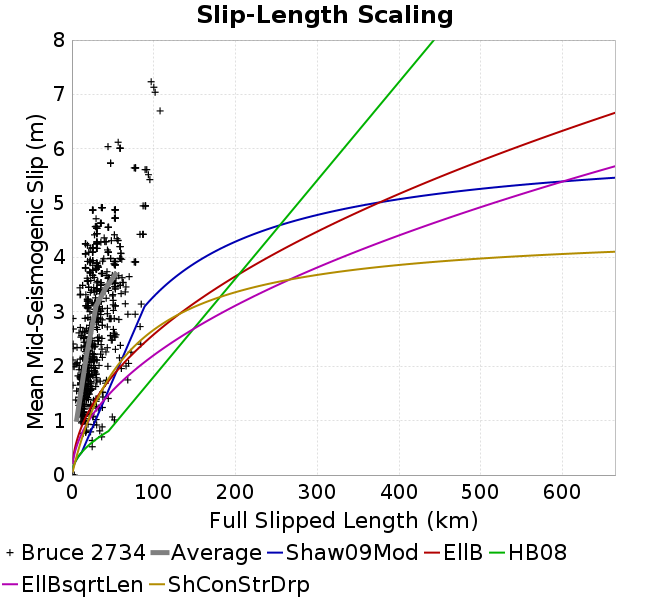 Slip-Length Scaling
Mean Mid-Seismogenic Slip (m)
8
7
6
5
4
3
2
1
0
0 100 200 300 400 500 600
Full Slipped Length (km)
Bruce 2734 Average Shaw09Mod EllB HB08
EllBsqrtLen ShConStrDrp